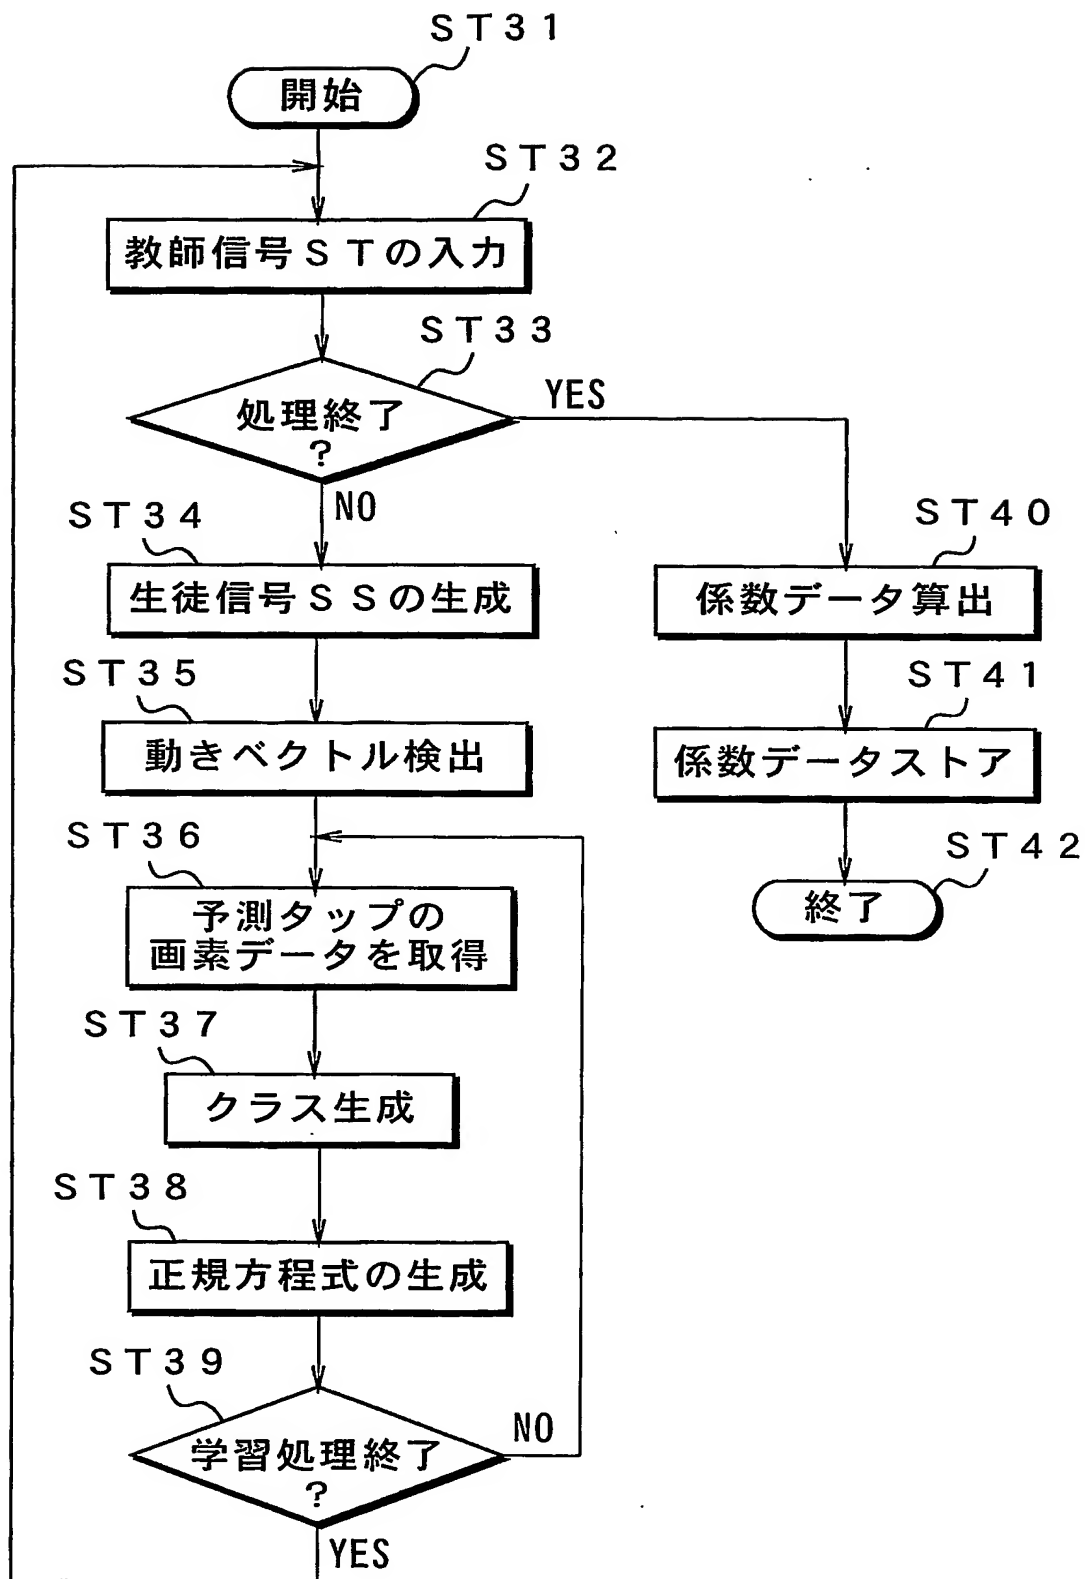 ＳＴ３１
開始
ＳＴ３２
教師信号ＳＴの入力
ＳＴ３３
処理終了
？
YES
NO
ＳＴ３４
生徒信号ＳＳの生成
ＳＴ４０
係数データ算出
ＳＴ３５
動きベクトル検出
ＳＴ４１
係数データストア
ＳＴ３６
予測タップの
画素データを取得
ＳＴ４２
終了
ＳＴ３７
クラス生成
ＳＴ３８
正規方程式の生成
ＳＴ３９
学習処理終了
？
NO
YES